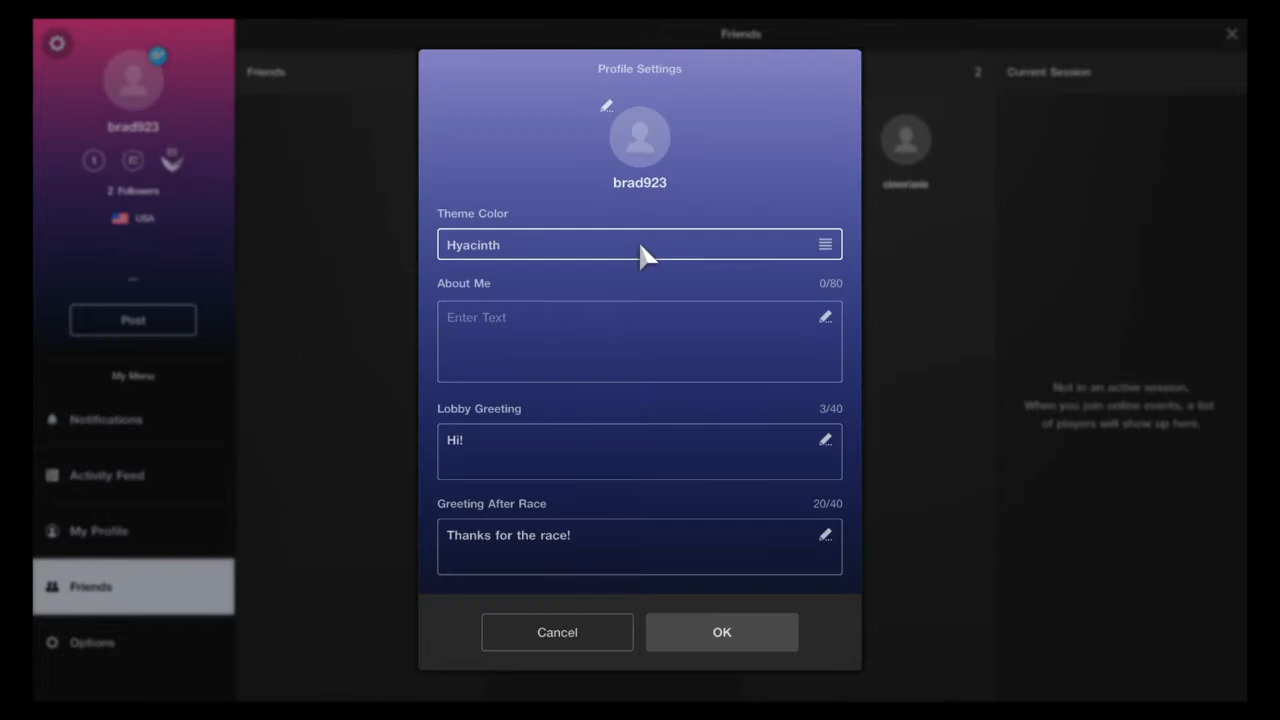 Friends
Friends
2
Current Session
brad923
2 Followers
USA
Post
My Menu
Notifications
Activity Feed
My Profile
Friends
Options
Profile Settings
brad923
Theme Color
Hyacinth
About Me
0/80
Enter Text
Lobby Greeting
3/40
Hi!
Greeting After Race
20/40
Thanks for the race!
Cancel
OK
Not in an active session.
When you join online events, a list
of players will show up here.